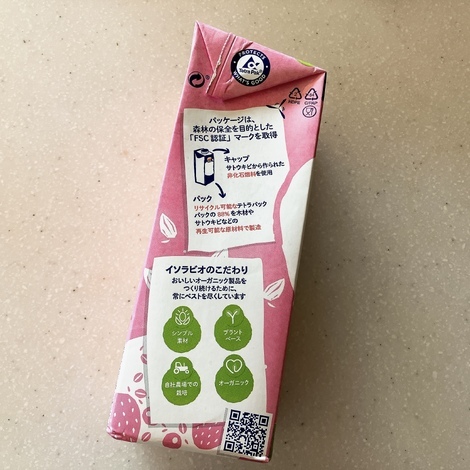 PROTECTS
Tetra Pak
WHAT'S GOOD
パッケージは、
森林の保全を目的とした
「FSC認証」マークを取得
キャップ
サトウキビから作られた
非化石燃料を使用
パック
リサイクル可能なテトラパック
パックの 88% を木材や
サトウキビなどの
再生可能な原材料で製造
イソラビオのこだわり
おいしいオーガニック製品を
つくり続けるために、
常にベストを尽くしています
シンプル
素材
プラント
ベース
自社農場での
栽培
オーガニック